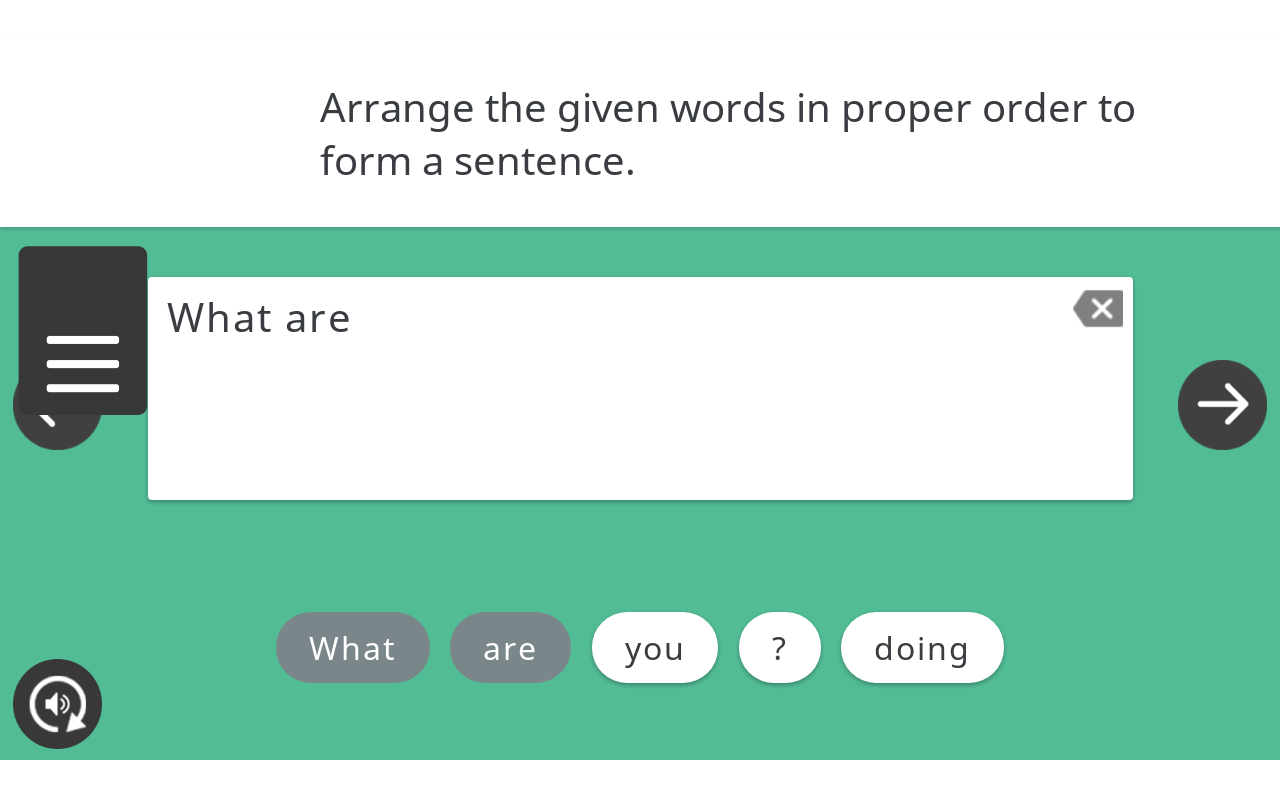 Arrange the given words in proper order to
form a sentence.
What are
What are you ? doing